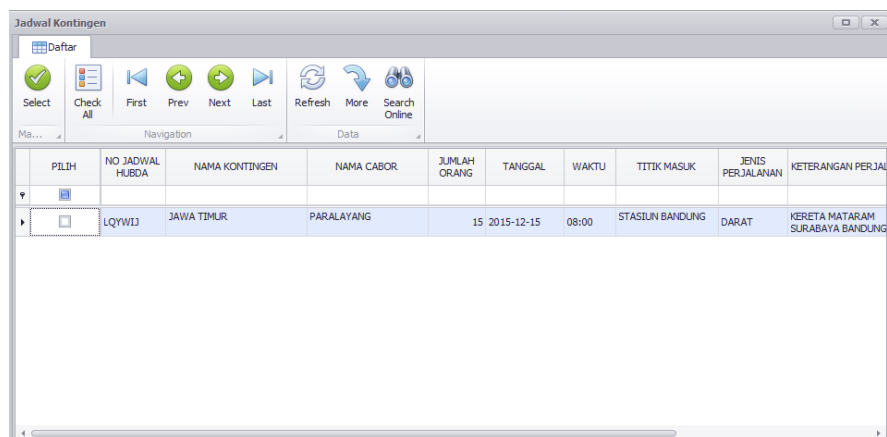 Jadwal Kontingen
Daftar
Select
Check
All
First
Prev
Next
Last
Refresh
More
Search
Online
Ma...
Navigation
Data
PILIH
NO JADWAL
HUBDA
NAMA KONTINGEN
NAMA CABOR
JUMLAH
ORANG
TANGGAL
WAKTU
TITIK MASUK
JENIS
PERJALANAN
KETERANGAN PERJAL
LQYWIJ
JAWA TIMUR
PARALAYANG
15
2015-12-15
08:00
STASIUN BANDUNG
DARAT
KERETA MATARAM
SURABAYA BANDUNG